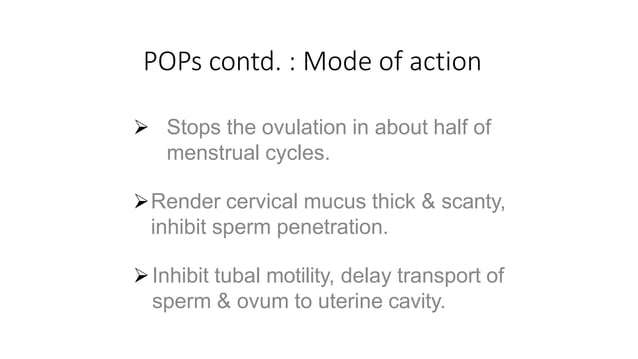 POPs contd. : Mode of action
➢ Stops the ovulation in about half of
menstrual cycles.
➢Render cervical mucus thick & scanty,
inhibit sperm penetration.
➢Inhibit tubal motility, delay transport of
sperm & ovum to uterine cavity.